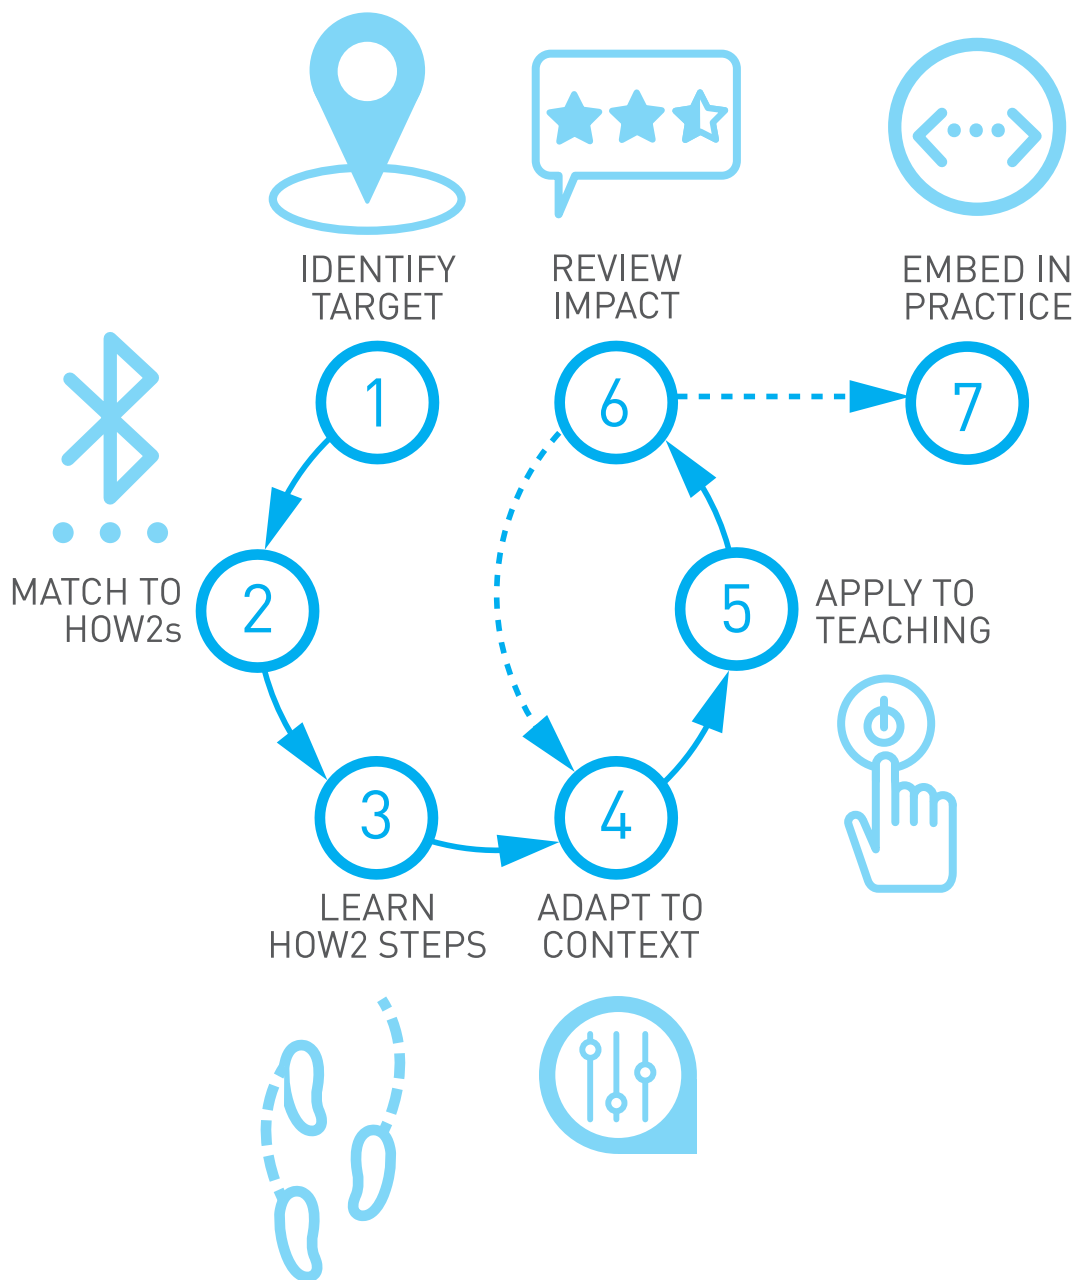 IDENTIFY
TARGET
1
MATCH TO
HOW2s
2
3
LEARN
HOW2 STEPS
4
ADAPT TO
CONTEXT
5
APPLY TO
TEACHING
REVIEW
IMPACT
6
EMBED IN
PRACTICE
7